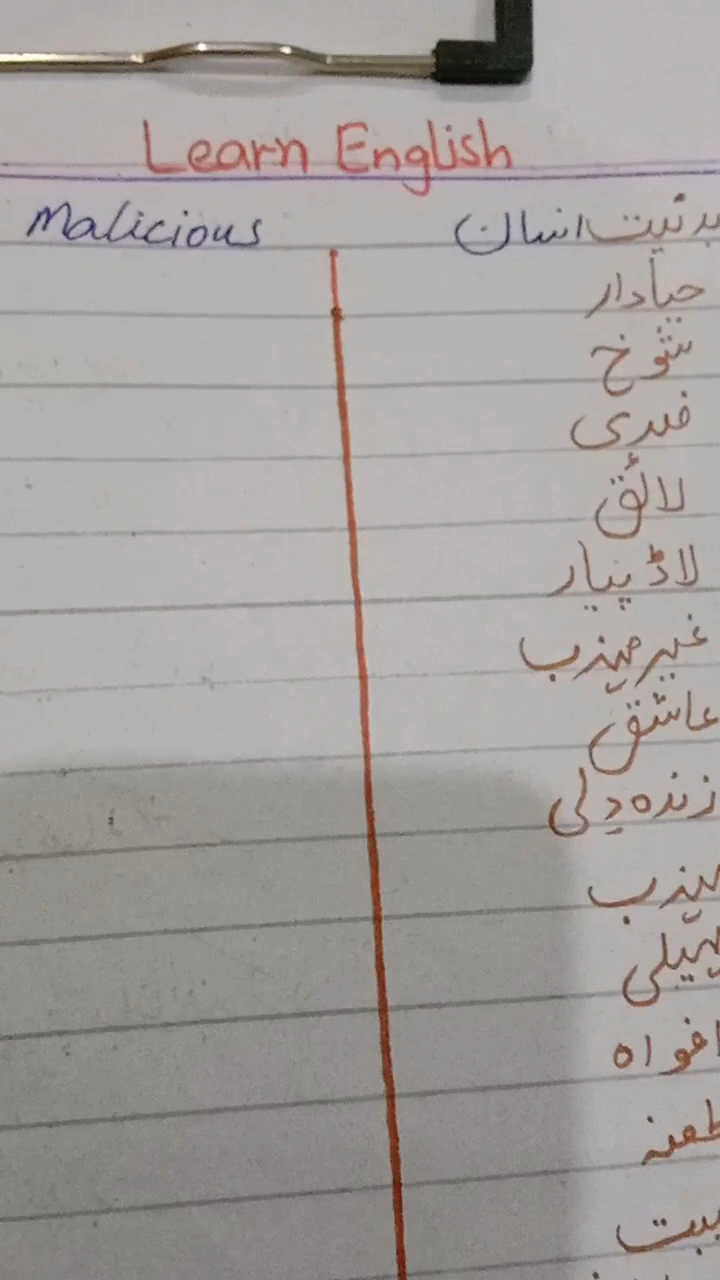 Learn English
Malicious بدنیت انسان
حیادار
شوخ
ضدی
لائق
لاڈ پیار
غیر مہذب
عاشق
زندہ دلی
مہذب
پہیلی
افواہ
طعنہ